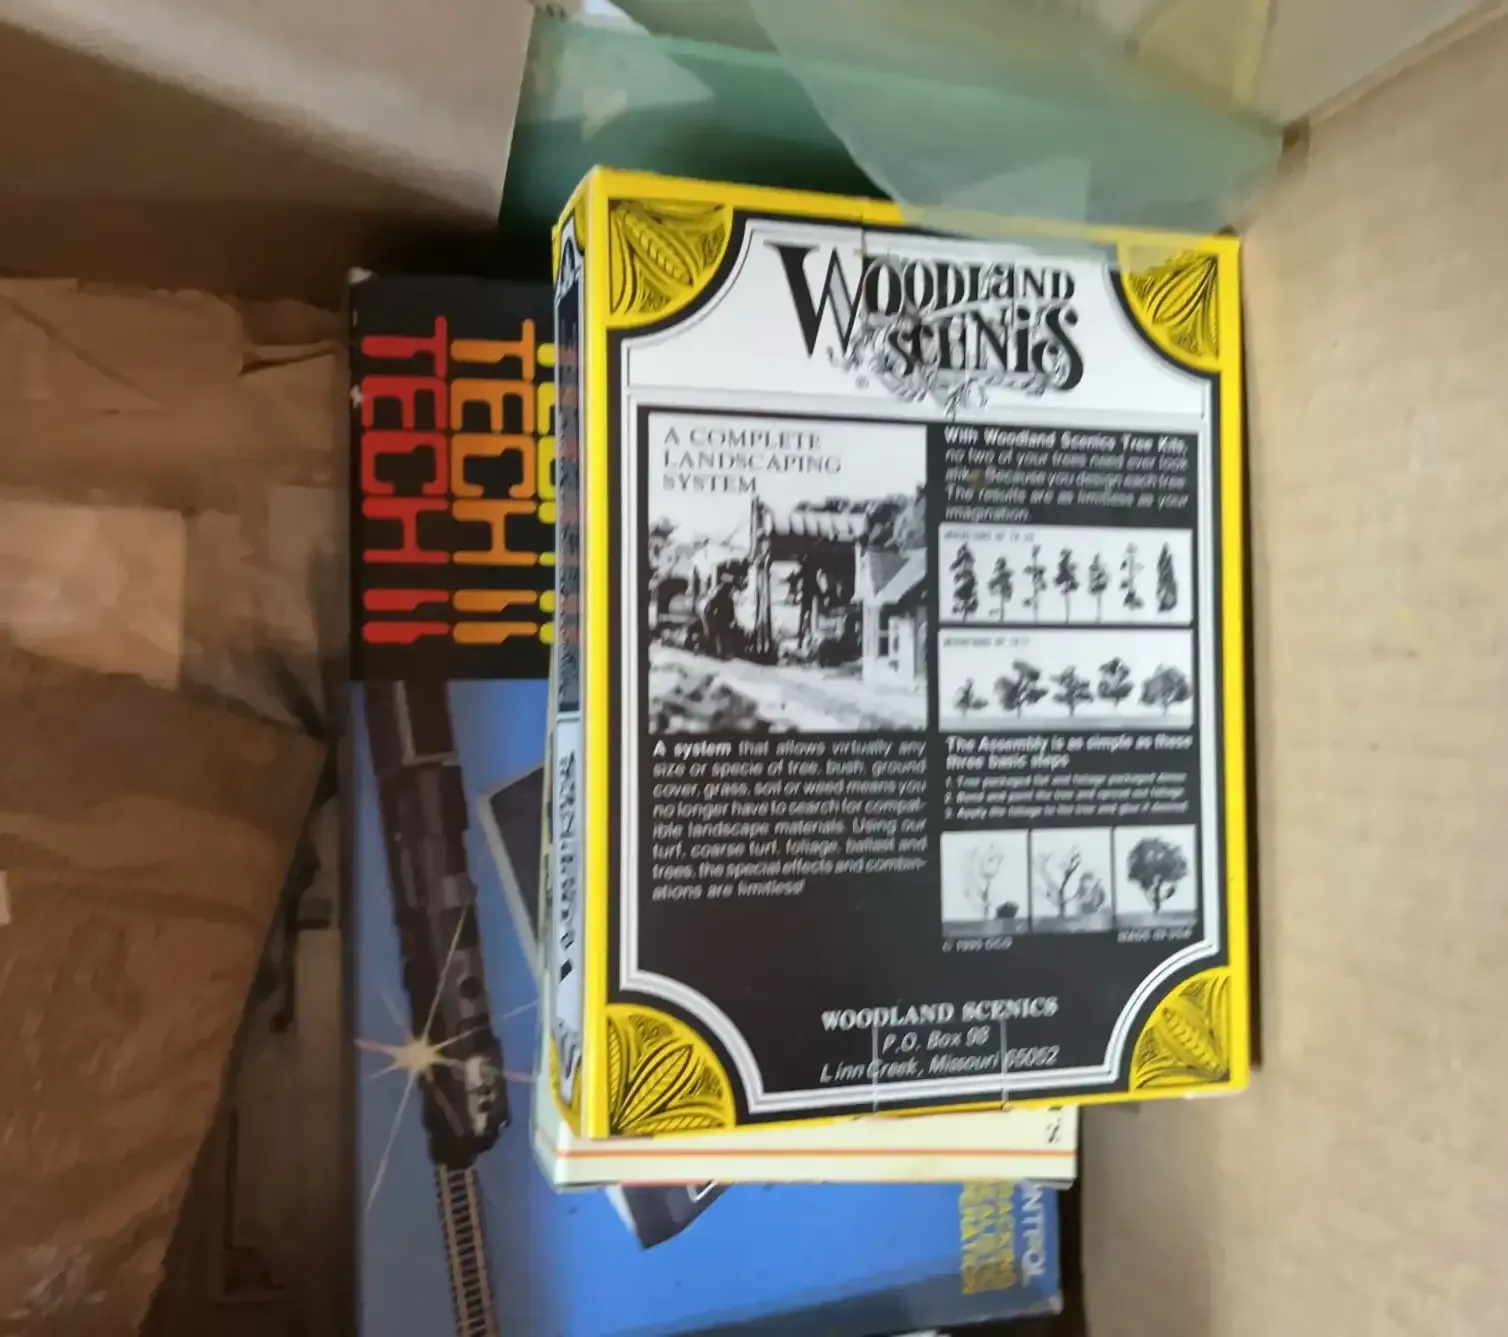 WOODLAND
SCENICS
®
A COMPLETE
LANDSCAPING
SYSTEM
A system that allows virtually any
size or specie of tree, bush, ground
cover, grass, soil or weed means you
no longer have to search for compat-
ible landscape materials. Using our
turf, coarse turf, foliage, ballast and
trees, the special effects and combin-
ations are limitless!
With Woodland Scenics Tree Kits,
no two of your trees need ever look
alike. Because you design each tree.
The results are as limitless as your
imagination.
The Assembly is as simple as these
three basic steps
MADE IN USA
WOODLAND SCENICS
P.O. Box 98
Linn Creek, Missouri 65052
TECH II
TECH II